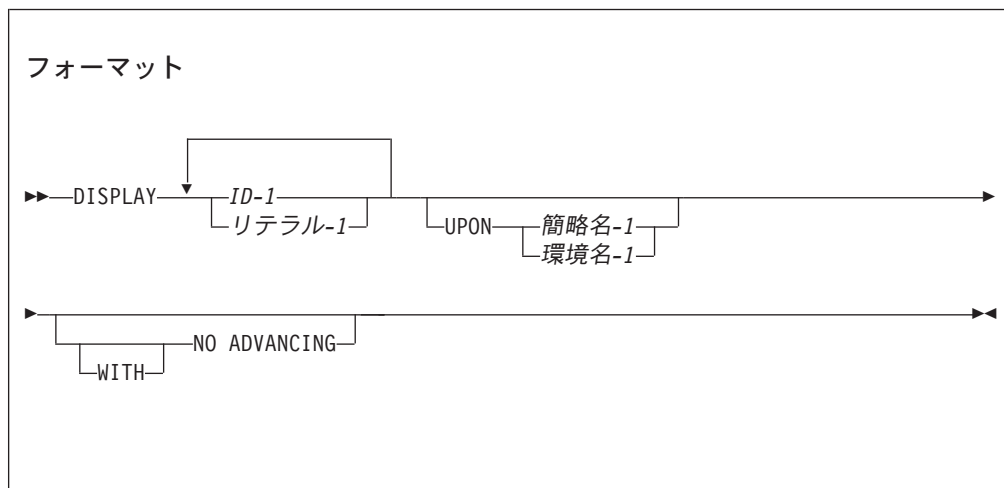 フォーマット
DISPLAY ID-1
リテラル-1
UPON 簡略名-1
環境名-1
NO ADVANCING
WITH